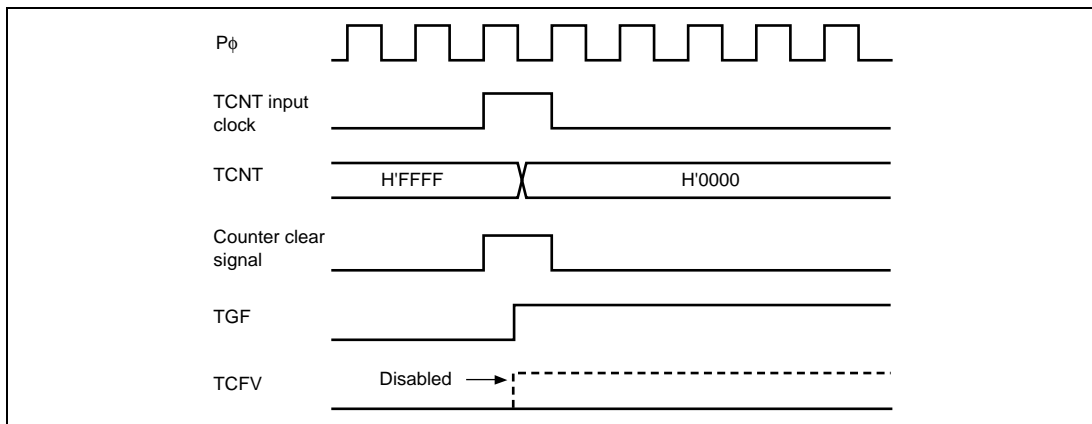 Pϕ
TCNT input
clock
TCNT
H'FFFF
H'0000
Counter clear
signal
TGF
TCFV
Disabled